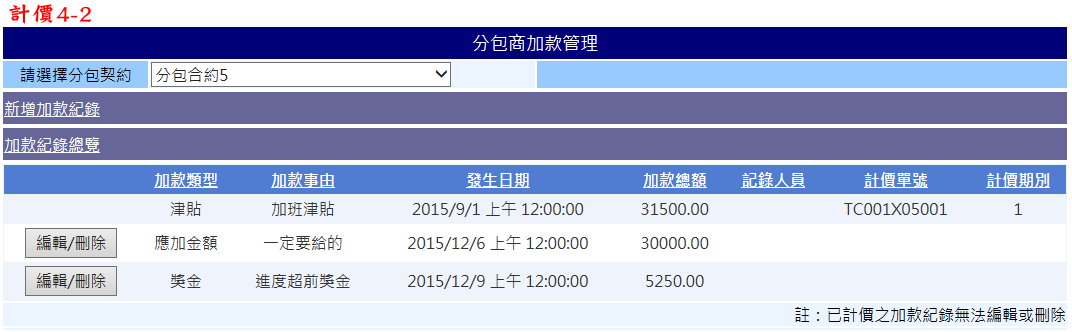 計價4-2
分包商加款管理
請選擇分包契約 分包合約5
新增加款紀錄
加款紀錄總覽
加款類型 加款事由 發生日期 加款總額 記錄人員 計價單號 計價期別
津貼 加班津貼 2015/9/1 上午 12:00:00 31500.00 TC001X05001 1
編輯/刪除 應加金額 一定要給的 2015/12/6 上午 12:00:00 30000.00
編輯/刪除 獎金 進度超前獎金 2015/12/9 上午 12:00:00 5250.00
註：已計價之加款紀錄無法編輯或刪除